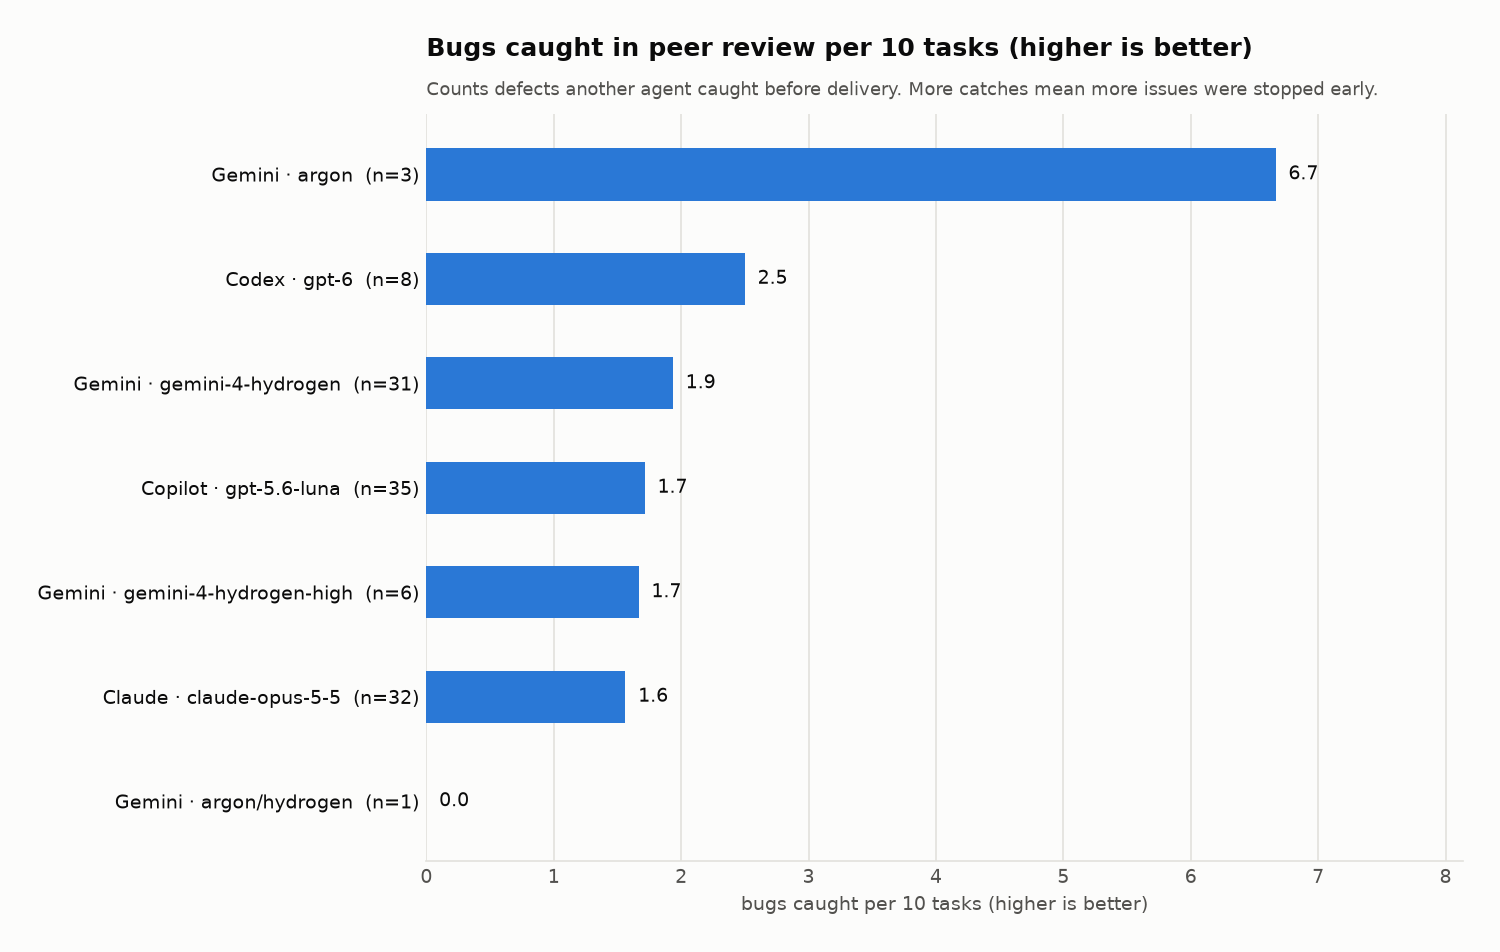 Bugs caught in peer review per 10 tasks (higher is better)
Counts defects another agent caught before delivery. More catches mean more issues were stopped early.
Gemini · argon (n=3)
6.7
Codex · gpt-6 (n=8)
2.5
Gemini · gemini-4-hydrogen (n=31)
1.9
Copilot · gpt-5.6-luna (n=35)
1.7
Gemini · gemini-4-hydrogen-high (n=6)
1.7
Claude · claude-opus-5-5 (n=32)
1.6
Gemini · argon/hydrogen (n=1)
0.0
0 1 2 3 4 5 6 7 8
bugs caught per 10 tasks (higher is better)